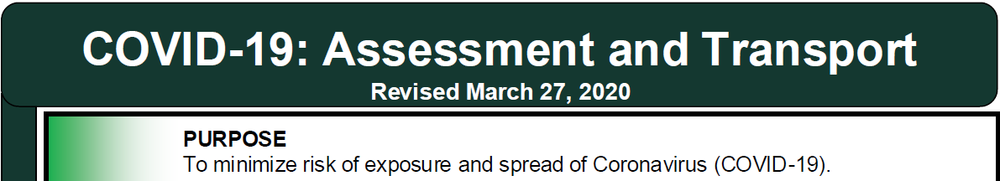 COVID-19: Assessment and Transport
Revised March 27, 2020
PURPOSE
To minimize risk of exposure and spread of Coronavirus (COVID-19).